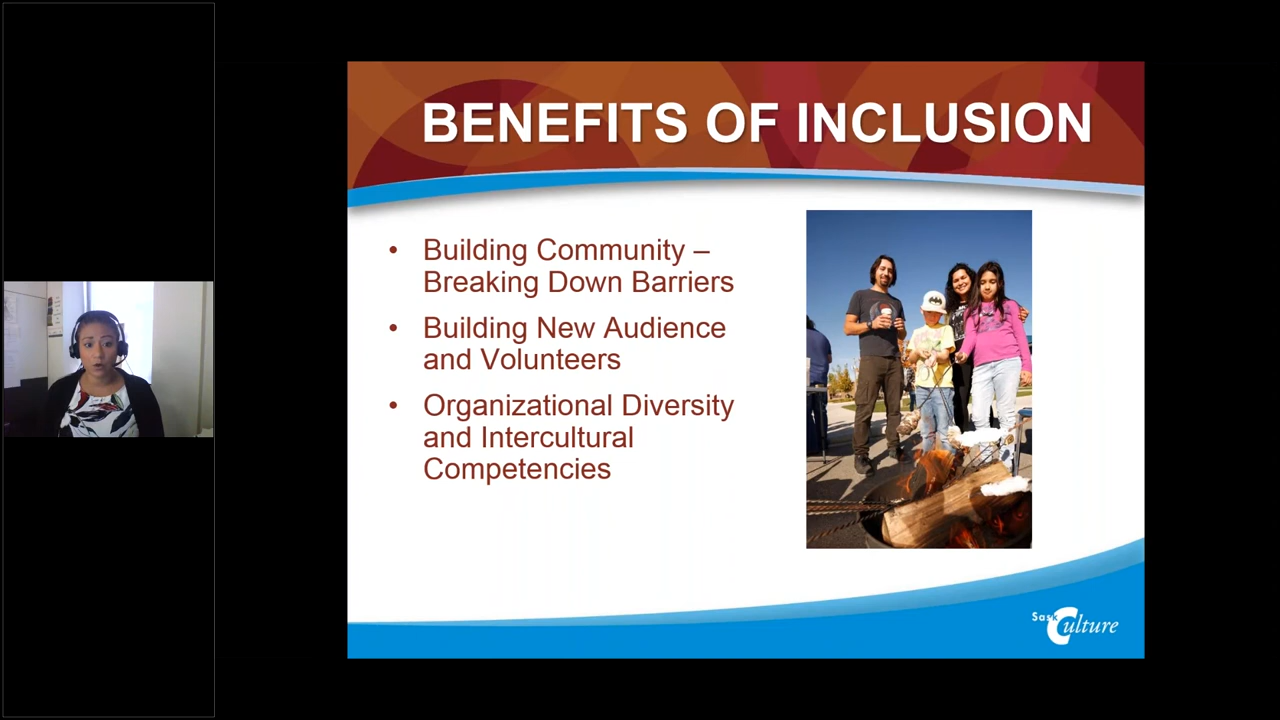 BENEFITS OF INCLUSION
• Building Community –
Breaking Down Barriers
• Building New Audience
and Volunteers
• Organizational Diversity
and Intercultural
Competencies
Sask Culture